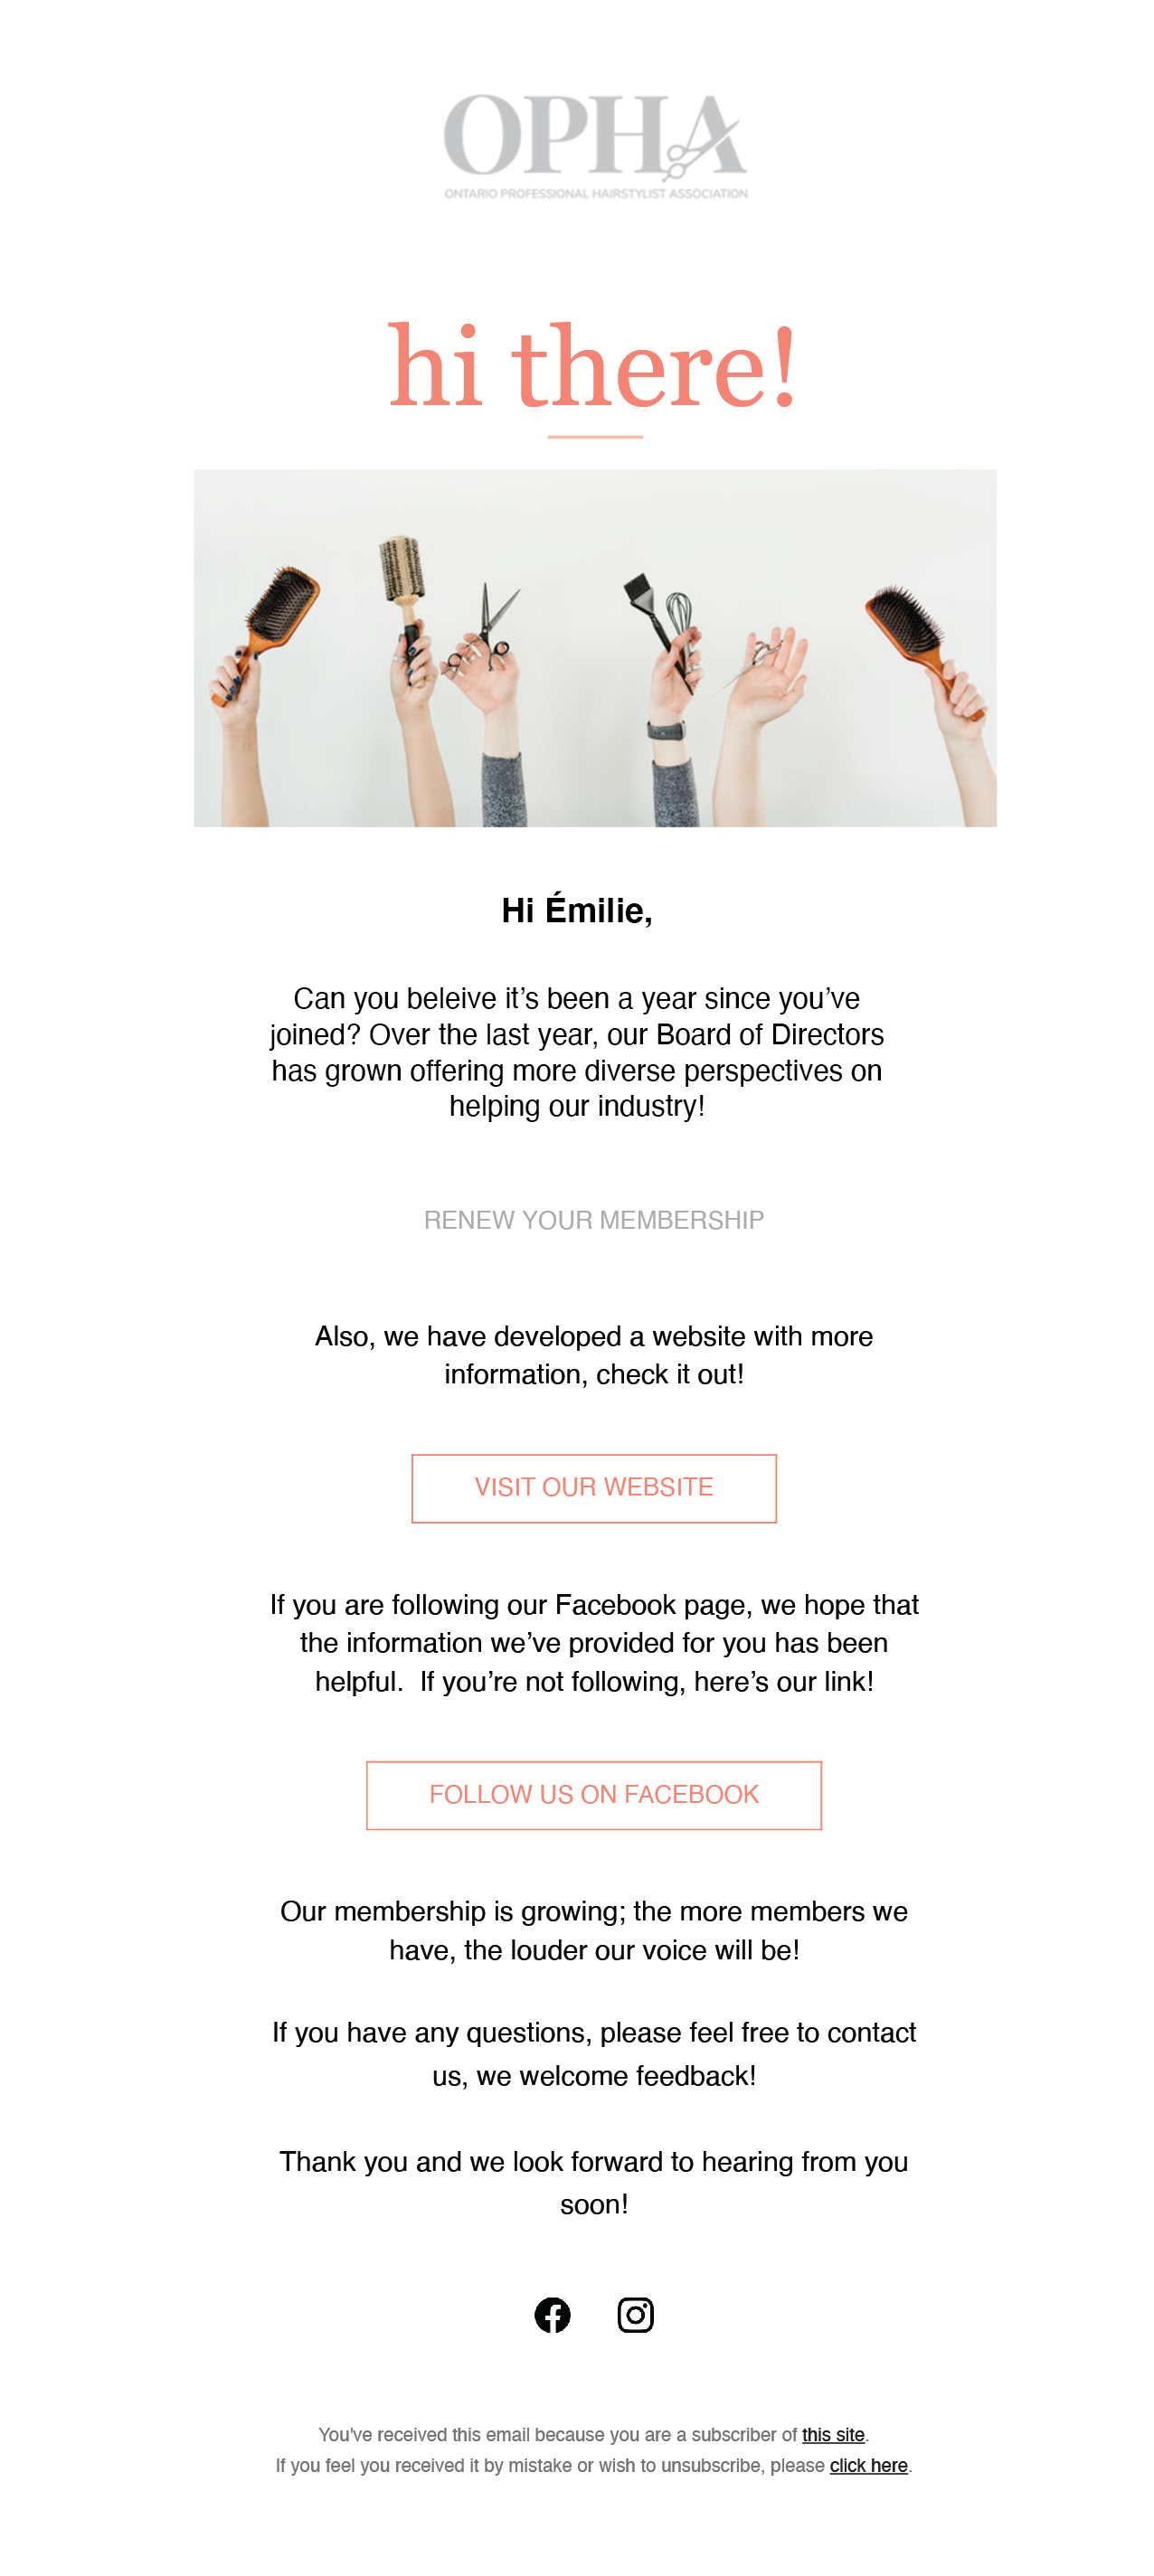 OPHA
ONTARIO PROFESSIONAL HAIRSTYLIST ASSOCIATION
hi there!
Hi Émilie,
Can you beleive it’s been a year since you’ve
joined? Over the last year, our Board of Directors
has grown offering more diverse perspectives on
helping our industry!
RENEW YOUR MEMBERSHIP
Also, we have developed a website with more
information, check it out!
VISIT OUR WEBSITE
If you are following our Facebook page, we hope that
the information we’ve provided for you has been
helpful.  If you’re not following, here’s our link!
FOLLOW US ON FACEBOOK
Our membership is growing; the more members we
have, the louder our voice will be!
If you have any questions, please feel free to contact
us, we welcome feedback!
Thank you and we look forward to hearing from you
soon!
You've received this email because you are a subscriber of this site.
If you feel you received it by mistake or wish to unsubscribe, please click here.